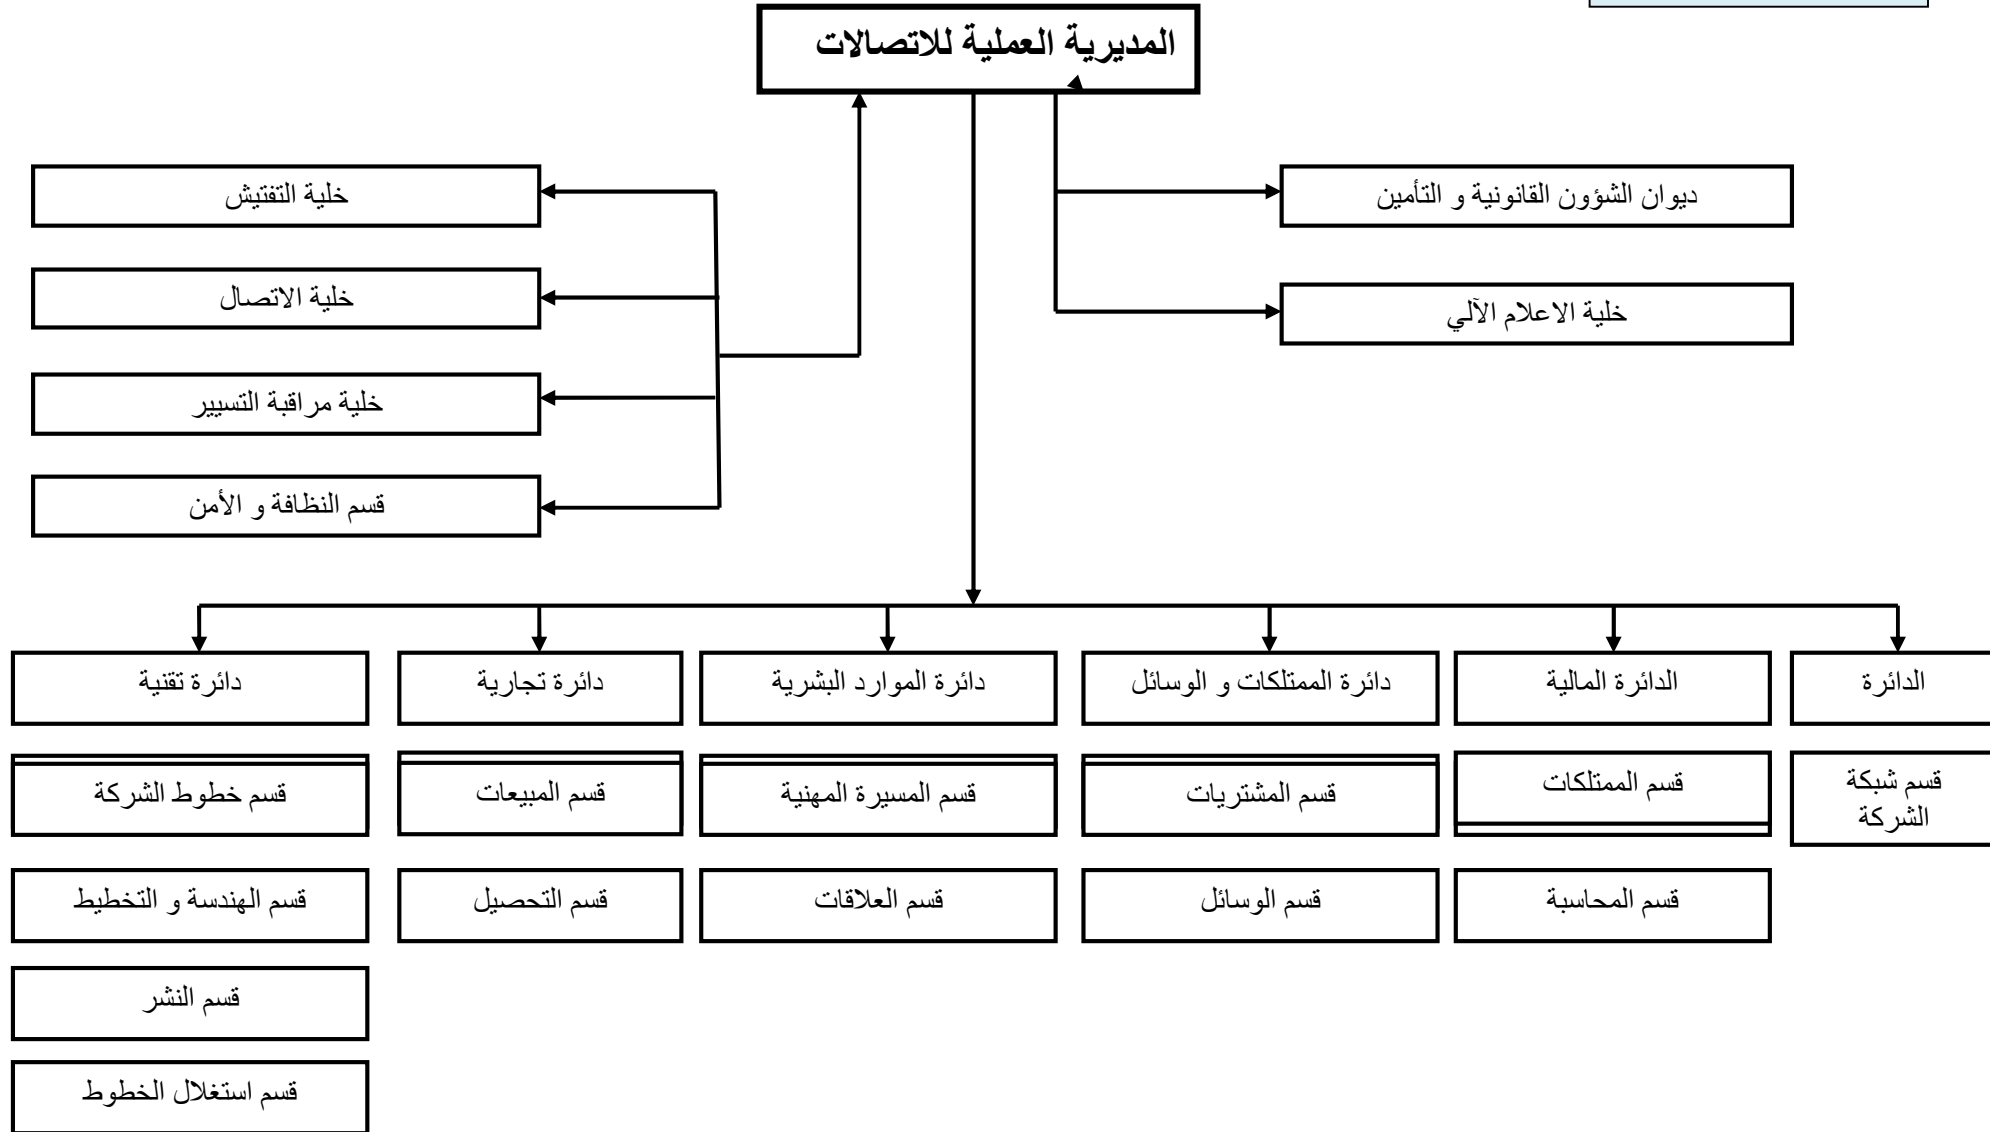 المديرية العملية للاتصالات
ديوان الشؤون القانونية و التأمين
خلية الاعلام الآلي
خلية التفتيش
خلية الاتصال
خلية مراقبة التسيير
قسم النظافة و الأمن
الدائرة
الدائرة المالية
دائرة الممتلكات و الوسائل
دائرة الموارد البشرية
دائرة تجارية
دائرة تقنية
قسم شبكة
الشركة
قسم الممتلكات
قسم المشتريات
قسم المسيرة المهنية
قسم المبيعات
قسم خطوط الشركة
قسم المحاسبة
قسم الوسائل
قسم العلاقات
قسم التحصيل
قسم الهندسة و التخطيط
قسم النشر
قسم استغلال الخطوط